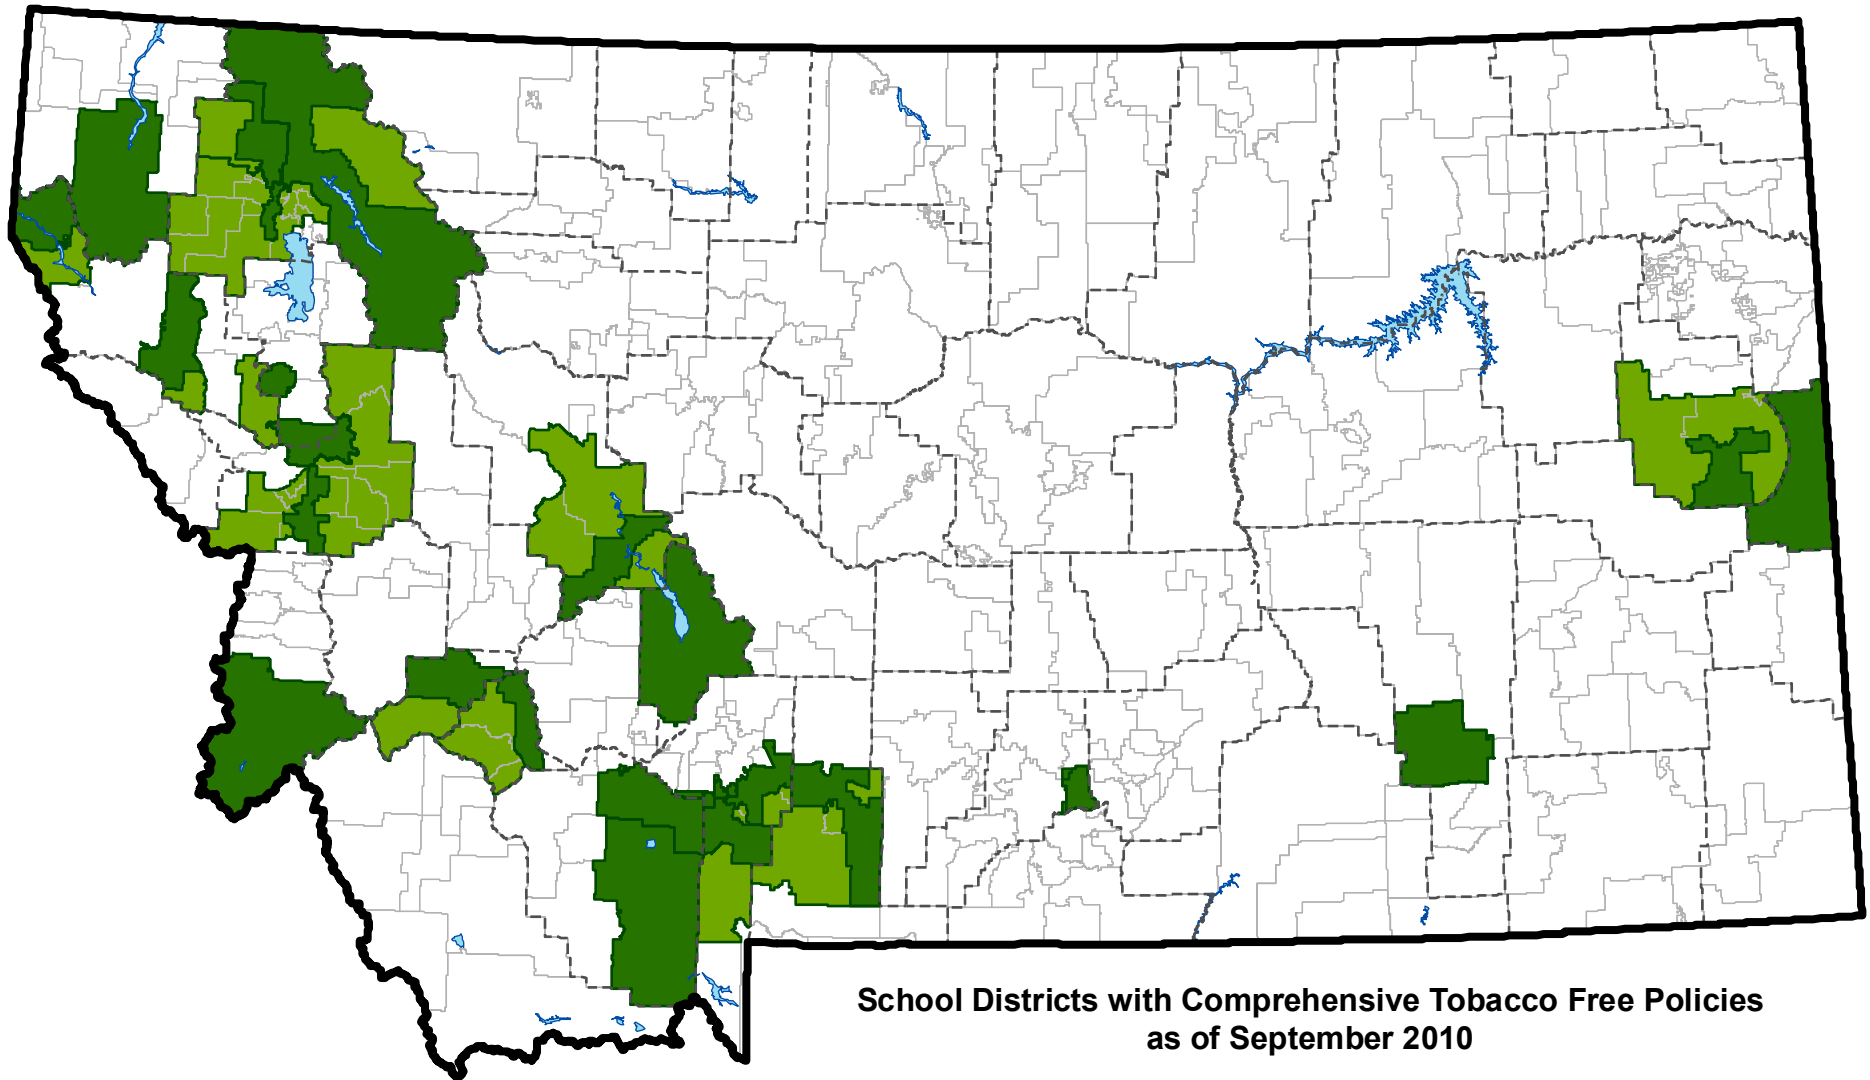 School Districts with Comprehensive Tobacco Free Policies
as of September 2010